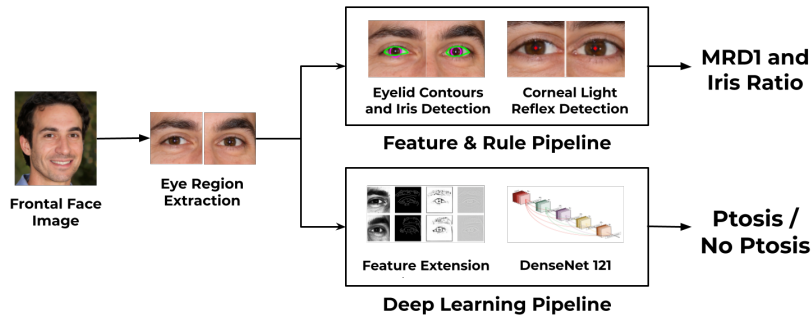 Frontal Face
Image
Eye Region
Extraction
Eyelid Contours
and Iris Detection
Corneal Light
Reflex Detection
Feature & Rule Pipeline
MRD1 and
Iris Ratio
Feature Extension
DenseNet 121
Deep Learning Pipeline
Ptosis /
No Ptosis